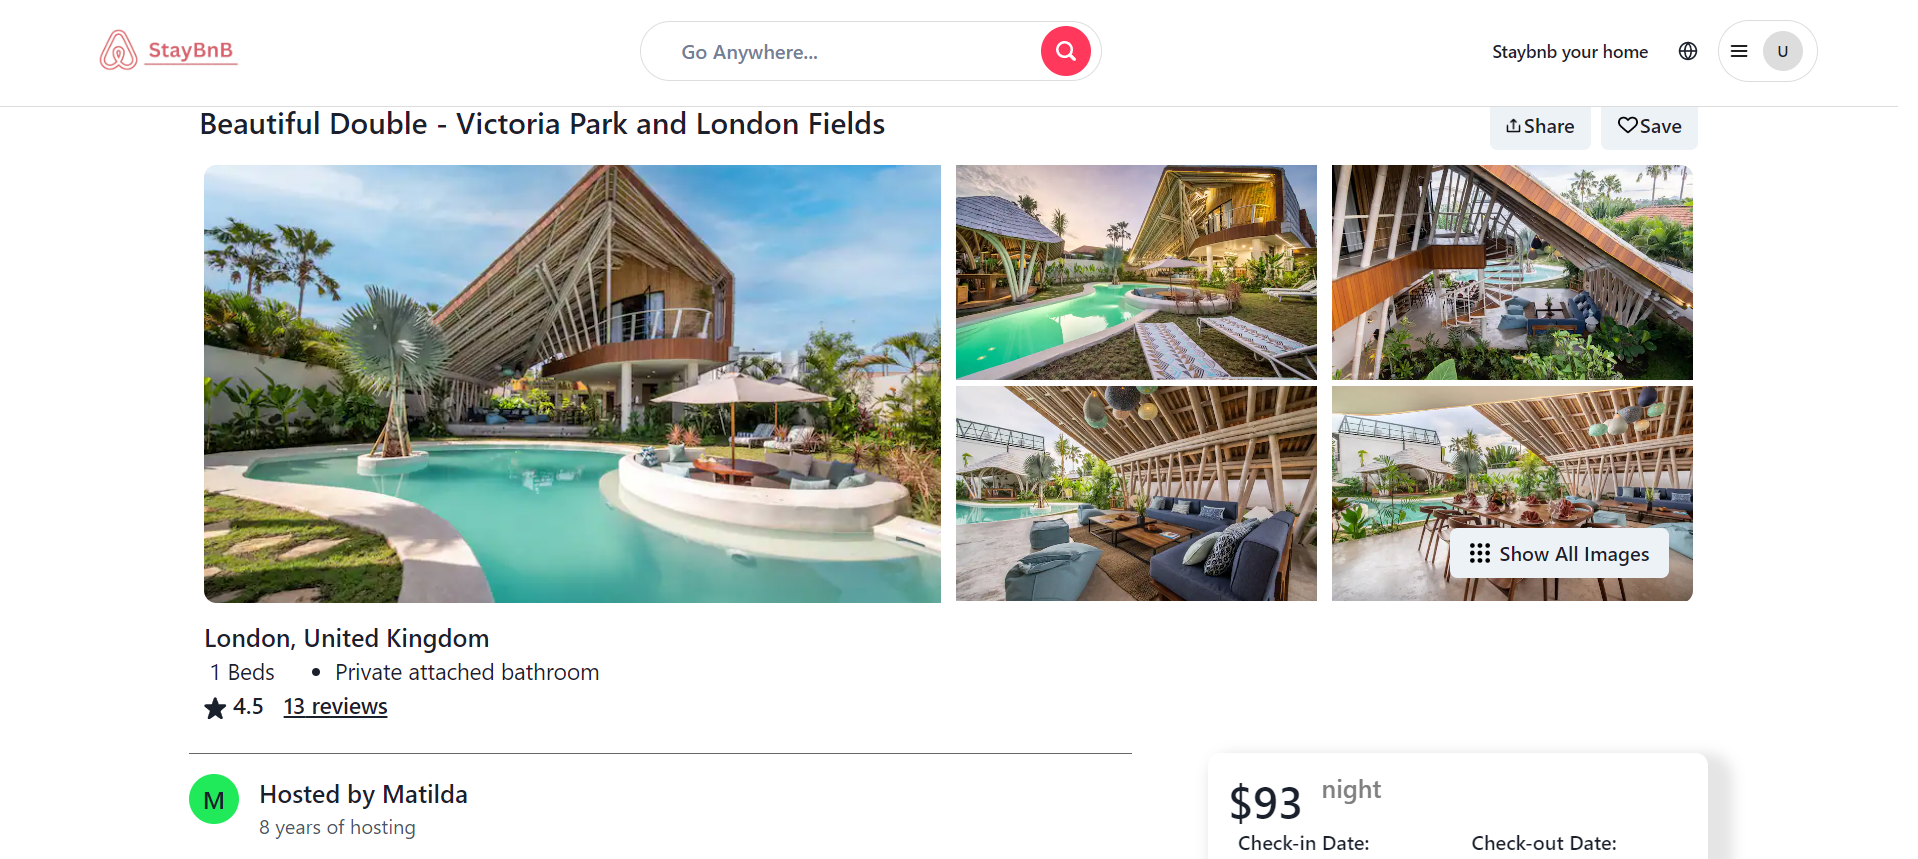 StayBnB
Go Anywhere...
Staybnb your home
U
Beautiful Double - Victoria Park and London Fields
Share
Save
Show All Images
London, United Kingdom
1 Beds • Private attached bathroom
4.5 13 reviews
M
Hosted by Matilda
8 years of hosting
$93 night
Check-in Date: Check-out Date: